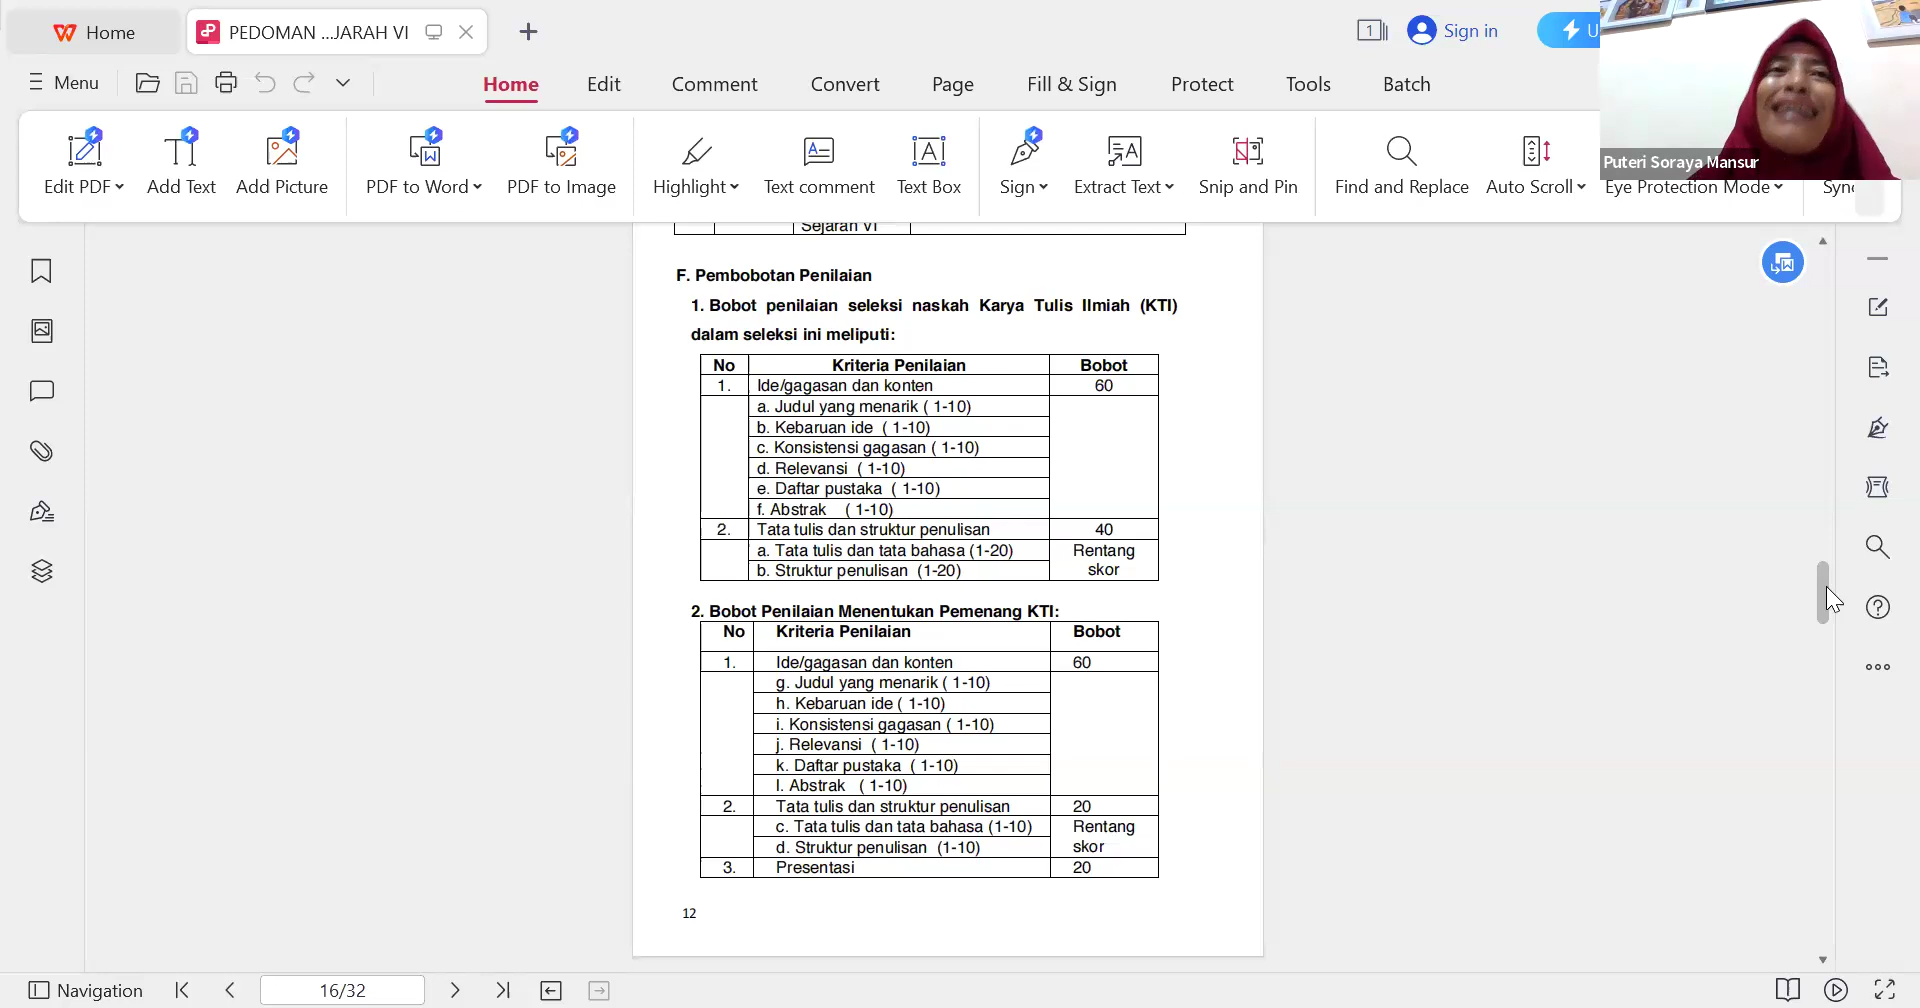 Home
PEDOMAN ...JARAH VI
1
Sign in
U
Menu
Home
Edit
Comment
Convert
Page
Fill & Sign
Protect
Tools
Batch
Edit PDF
Add Text
Add Picture
PDF to Word
PDF to Image
Highlight
Text comment
Text Box
Sign
Extract Text
Snip and Pin
Find and Replace
Auto Scroll
Eye Protection Mode
Puteri Soraya Mansur
Sejarah VI
F. Pembobotan Penilaian
1. Bobot penilaian seleksi naskah Karya Tulis Ilmiah (KTI)
dalam seleksi ini meliputi:
No Kriteria Penilaian Bobot
1. Ide/gagasan dan konten 60
a. Judul yang menarik ( 1-10)
b. Kebaruan ide ( 1-10)
c. Konsistensi gagasan ( 1-10)
d. Relevansi ( 1-10)
e. Daftar pustaka ( 1-10)
f. Abstrak ( 1-10)
2. Tata tulis dan struktur penulisan 40
a. Tata tulis dan tata bahasa (1-20) Rentang
b. Struktur penulisan (1-20) skor
2. Bobot Penilaian Menentukan Pemenang KTI:
No Kriteria Penilaian Bobot
1. Ide/gagasan dan konten 60
g. Judul yang menarik ( 1-10)
h. Kebaruan ide ( 1-10)
i. Konsistensi gagasan ( 1-10)
j. Relevansi ( 1-10)
k. Daftar pustaka ( 1-10)
l. Abstrak ( 1-10)
2. Tata tulis dan struktur penulisan 20
c. Tata tulis dan tata bahasa (1-10) Rentang
d. Struktur penulisan (1-10) skor
3. Presentasi 20
12
Navigation
16/32